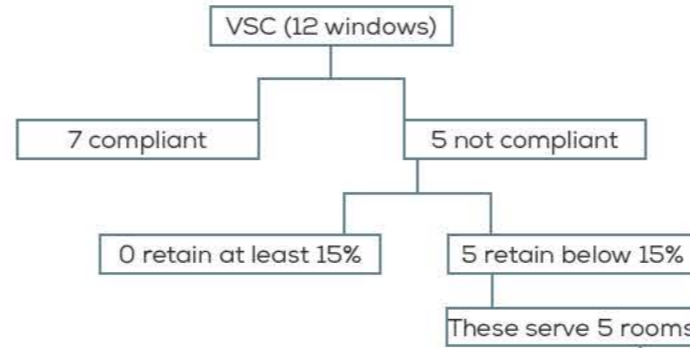 VSC (12 windows)
7 compliant
5 not compliant
0 retain at least 15%
5 retain below 15%
These serve 5 rooms